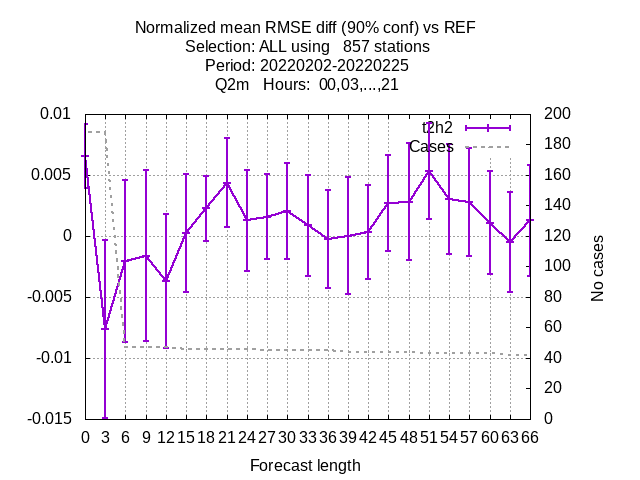 Normalized mean RMSE diff (90% conf) vs REF
Selection: ALL using   857 stations
Period: 20220202-20220225
Q2m   Hours:  00,03,...,21
0.01 200
t2h2 180
Cases
0.005 160
140
0 120
100
-0.005 80
60
-0.01 40
20
-0.015 0
No cases
0 3 6 9 12 15 18 21 24 27 30 33 36 39 42 45 48 51 54 57 60 63 66
Forecast length